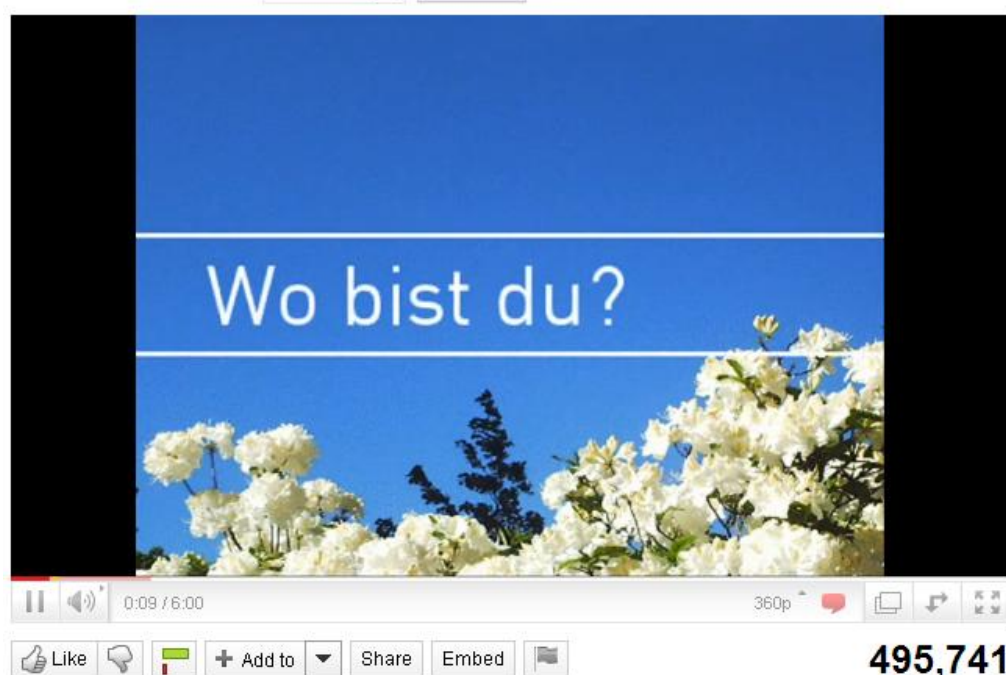 Wo bist du?
0:09 / 6:00
360p
Like
Add to
Share
Embed
495,741